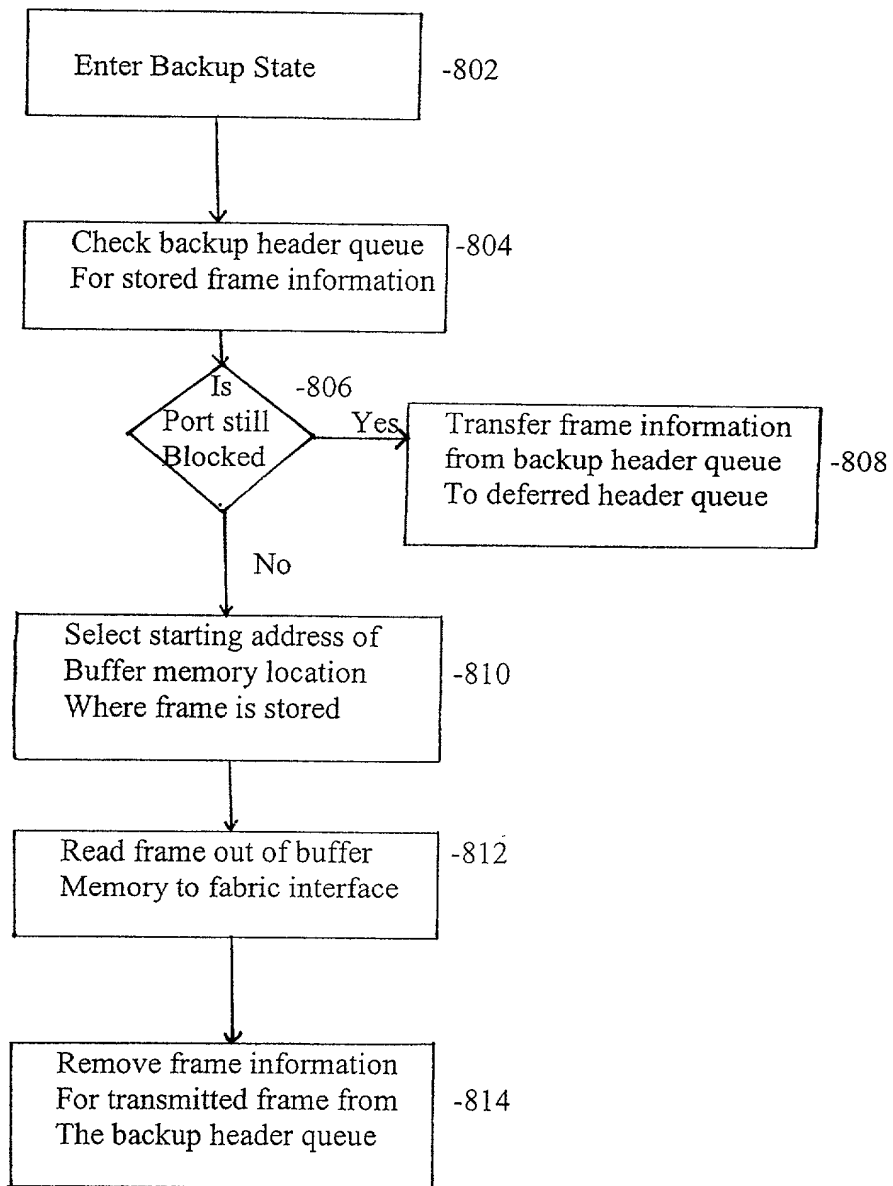 Enter Backup State
-802
Check backup header queue
For stored frame information
-804
Is
Port still
Blocked
-806
Yes
Transfer frame information
from backup header queue
To deferred header queue
-808
No
Select starting address of
Buffer memory location
Where frame is stored
-810
Read frame out of buffer
Memory to fabric interface
-812
Remove frame information
For transmitted frame from
The backup header queue
-814